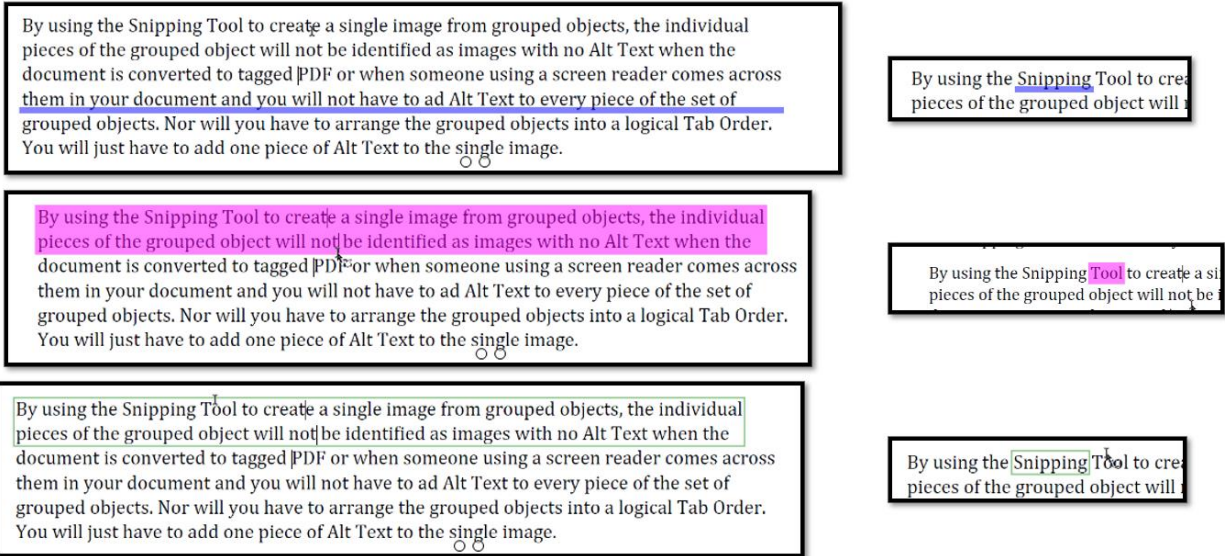 By using the Snipping Tool to create a single image from grouped objects, the individual
pieces of the grouped object will not be identified as images with no Alt Text when the
document is converted to tagged PDF or when someone using a screen reader comes across
them in your document and you will not have to ad Alt Text to every piece of the set of
grouped objects. Nor will you have to arrange the grouped objects into a logical Tab Order.
You will just have to add one piece of Alt Text to the single image.
By using the Snipping Tool to crea
pieces of the grouped object will
By using the Snipping Tool to create a single image from grouped objects, the individual
pieces of the grouped object will not be identified as images with no Alt Text when the
document is converted to tagged PDF or when someone using a screen reader comes across
them in your document and you will not have to ad Alt Text to every piece of the set of
grouped objects. Nor will you have to arrange the grouped objects into a logical Tab Order.
You will just have to add one piece of Alt Text to the single image.
By using the Snipping Tool to create a si
pieces of the grouped object will not be
By using the Snipping Tool to create a single image from grouped objects, the individual
pieces of the grouped object will not be identified as images with no Alt Text when the
document is converted to tagged PDF or when someone using a screen reader comes across
them in your document and you will not have to ad Alt Text to every piece of the set of
grouped objects. Nor will you have to arrange the grouped objects into a logical Tab Order.
You will just have to add one piece of Alt Text to the single image.
By using the Snipping Tool to crea
pieces of the grouped object will